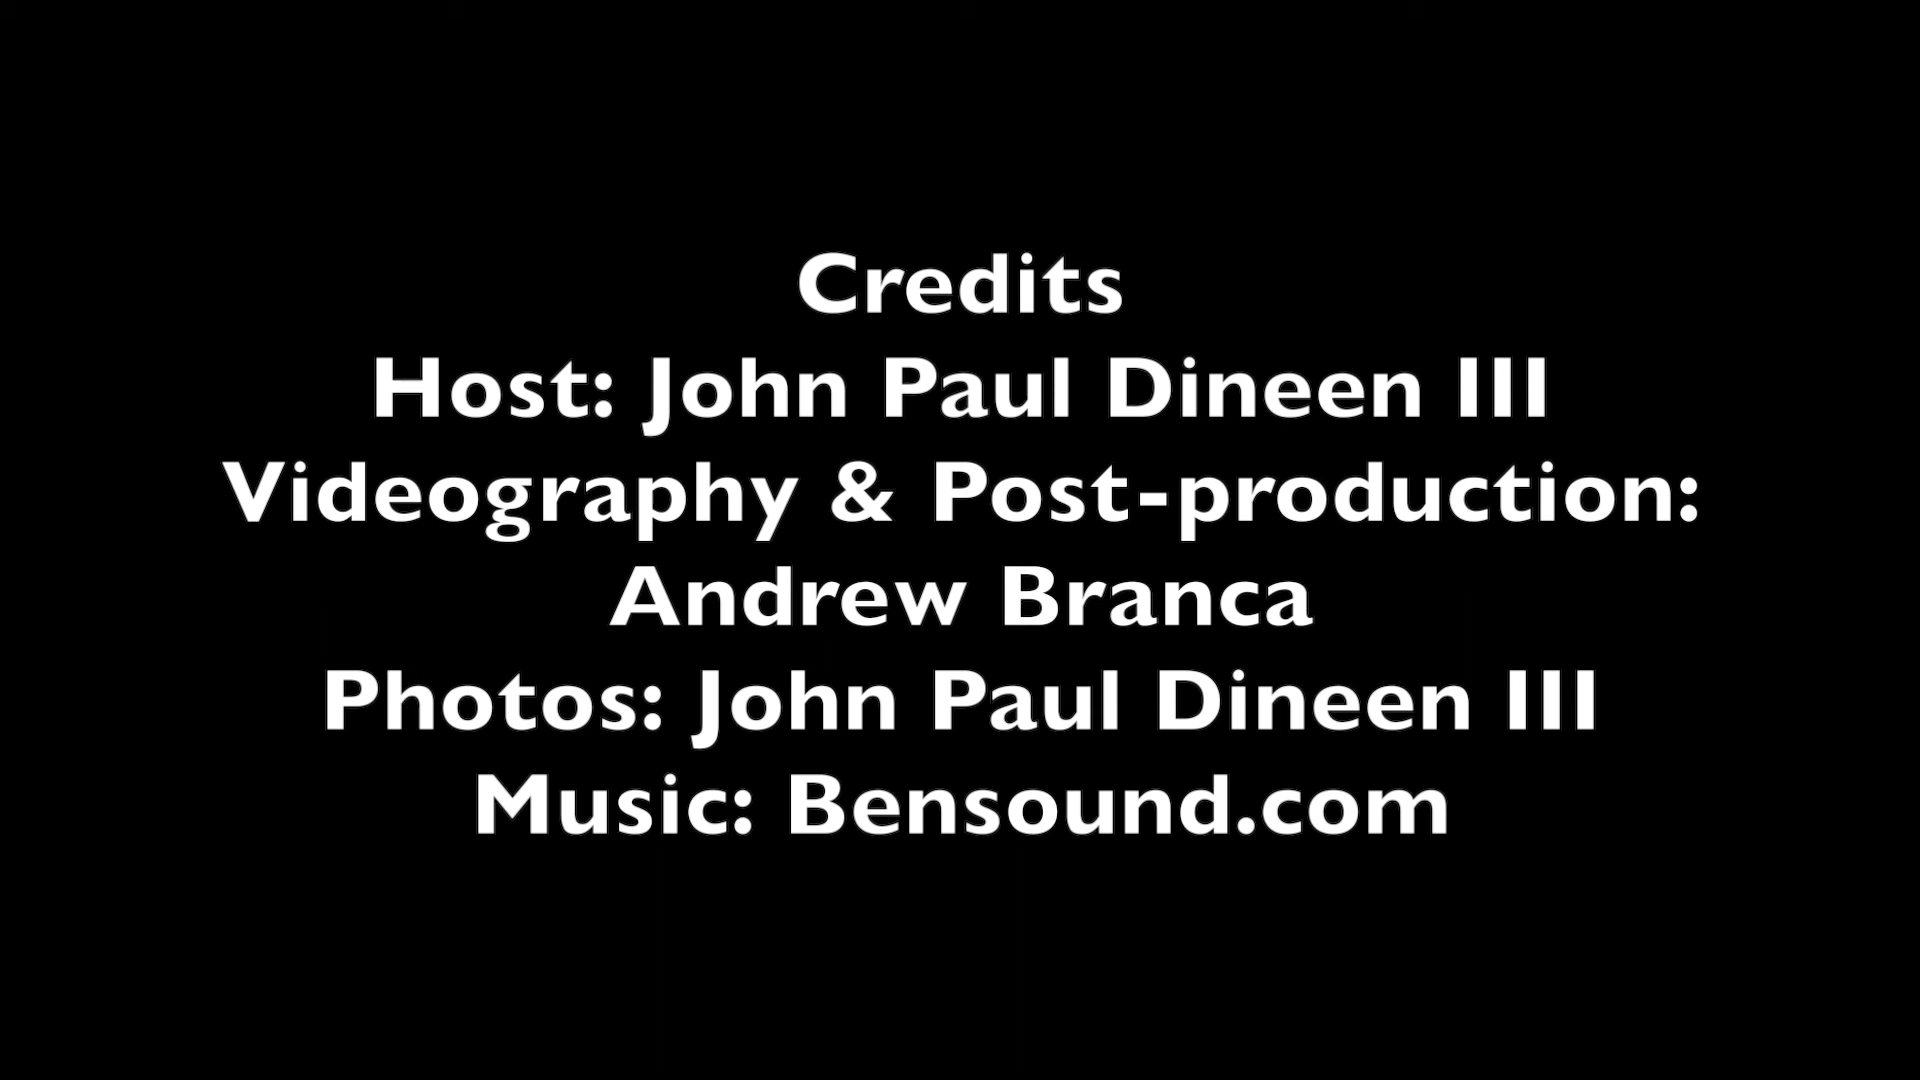 Credits
Host: John Paul Dineen III
Videography & Post-production:
Andrew Branca
Photos: John Paul Dineen III
Music: Bensound.com